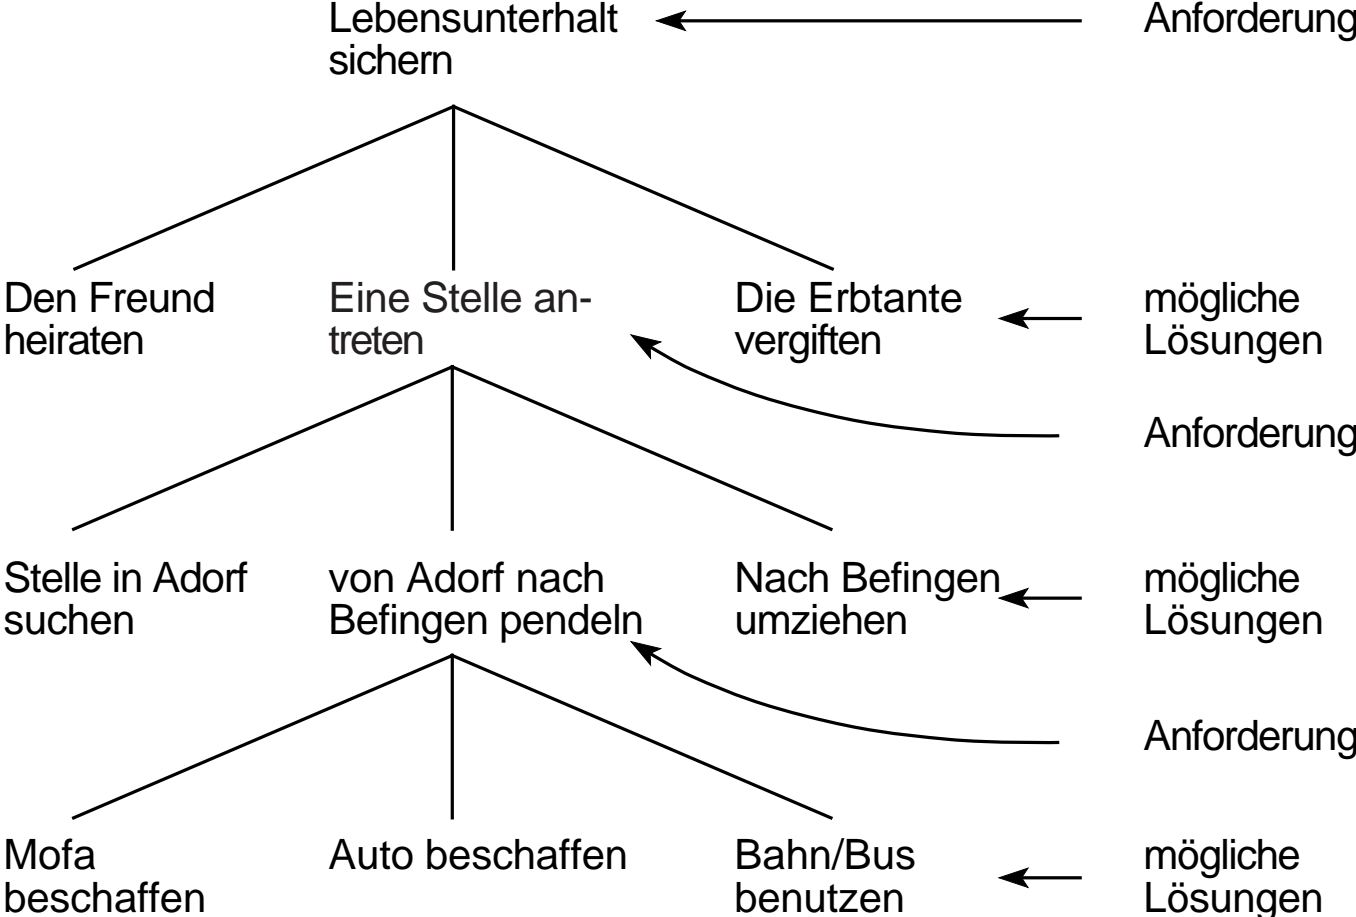 Lebensunterhalt
sichern
Anforderung
Den Freund
heiraten
Eine Stelle an-
treten
Die Erbtante
vergiften
mögliche
Lösungen
Anforderung
Stelle in Adorf
suchen
von Adorf nach
Befingen pendeln
Nach Befingen
umziehen
mögliche
Lösungen
Anforderung
Mofa
beschaffen
Auto beschaffen
Bahn/Bus
benutzen
mögliche
Lösungen